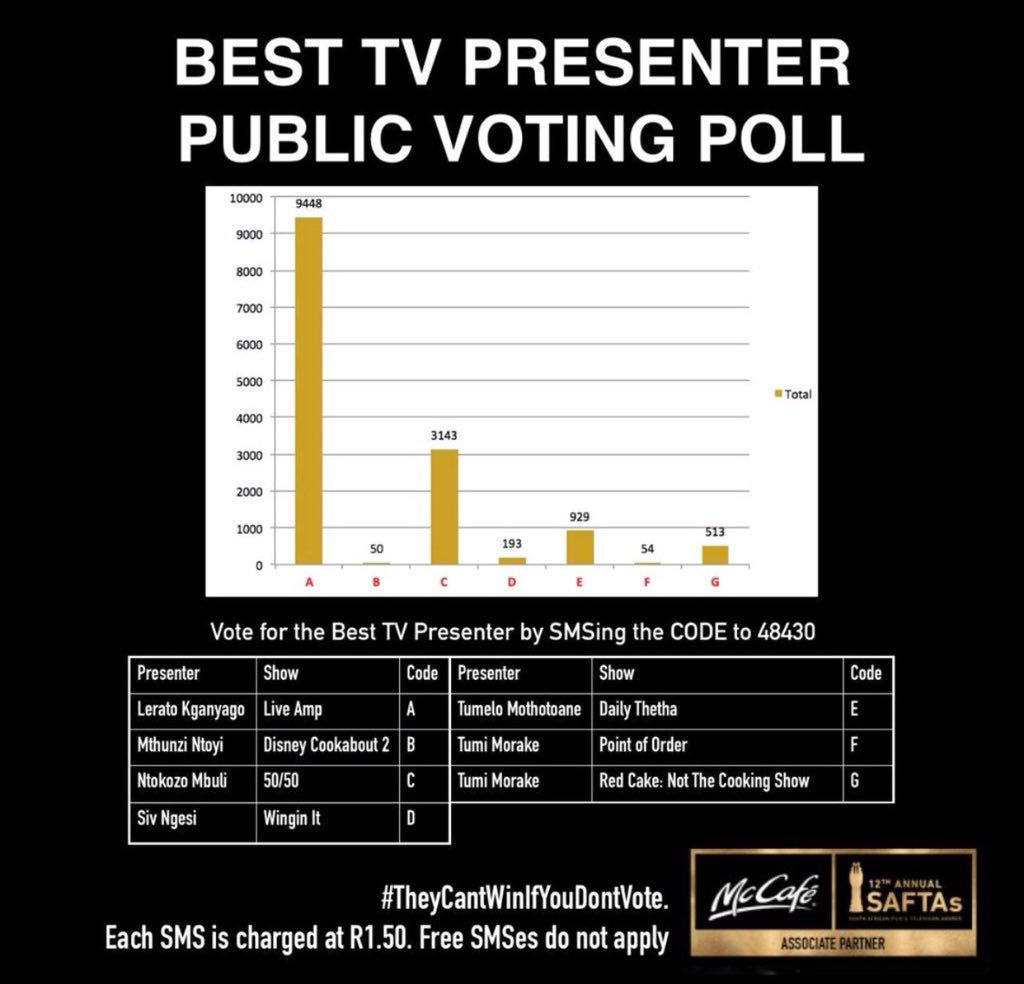 BEST TV PRESENTER
PUBLIC VOTING POLL
10000
9000
8000
7000
6000
5000
4000
3000
2000
1000
0
9448
50
3143
193
929
54
513
A B C D E F G
Total
Vote for the Best TV Presenter by SMSing the CODE to 48430
Presenter Show Code Presenter Show Code
Lerato Kganyago Live Amp A Tumelo Mothotoane Daily Thetha E
Mthunzi Ntoyi Disney Cookabout 2 B Tumi Morake Point of Order F
Ntokozo Mbuli 50/50 C Tumi Morake Red Cake: Not The Cooking Show G
Siv Ngesi Wingin It D
#TheyCantWinIfYouDontVote.
Each SMS is charged at R1.50. Free SMSes do not apply
McCafé
12TH ANNUAL
SAFTAs
SOUTH AFRICAN FILM & TELEVISION AWARDS
ASSOCIATE PARTNER